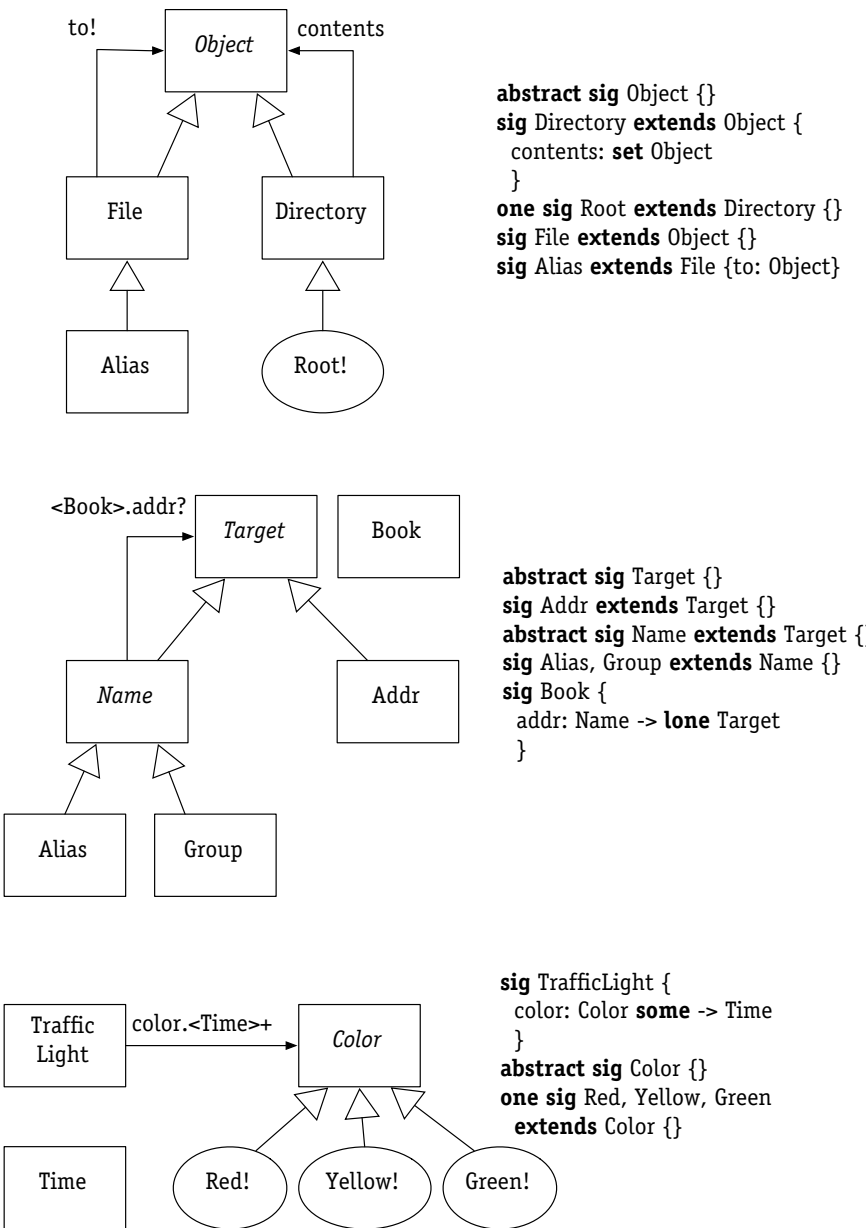 to!
Object
contents
File
Directory
Alias
Root!
abstract sig Object {}
sig Directory extends Object {
contents: set Object
}
one sig Root extends Directory {}
sig File extends Object {}
sig Alias extends File {to: Object}
<Book>.addr?
Target
Book
Name
Addr
Alias
Group
abstract sig Target {}
sig Addr extends Target {}
abstract sig Name extends Target {}
sig Alias, Group extends Name {}
sig Book {
addr: Name -> lone Target
}
Traffic
Light
color.<Time>+
Color
Time
Red!
Yellow!
Green!
sig TrafficLight {
color: Color some -> Time
}
abstract sig Color {}
one sig Red, Yellow, Green
extends Color {}